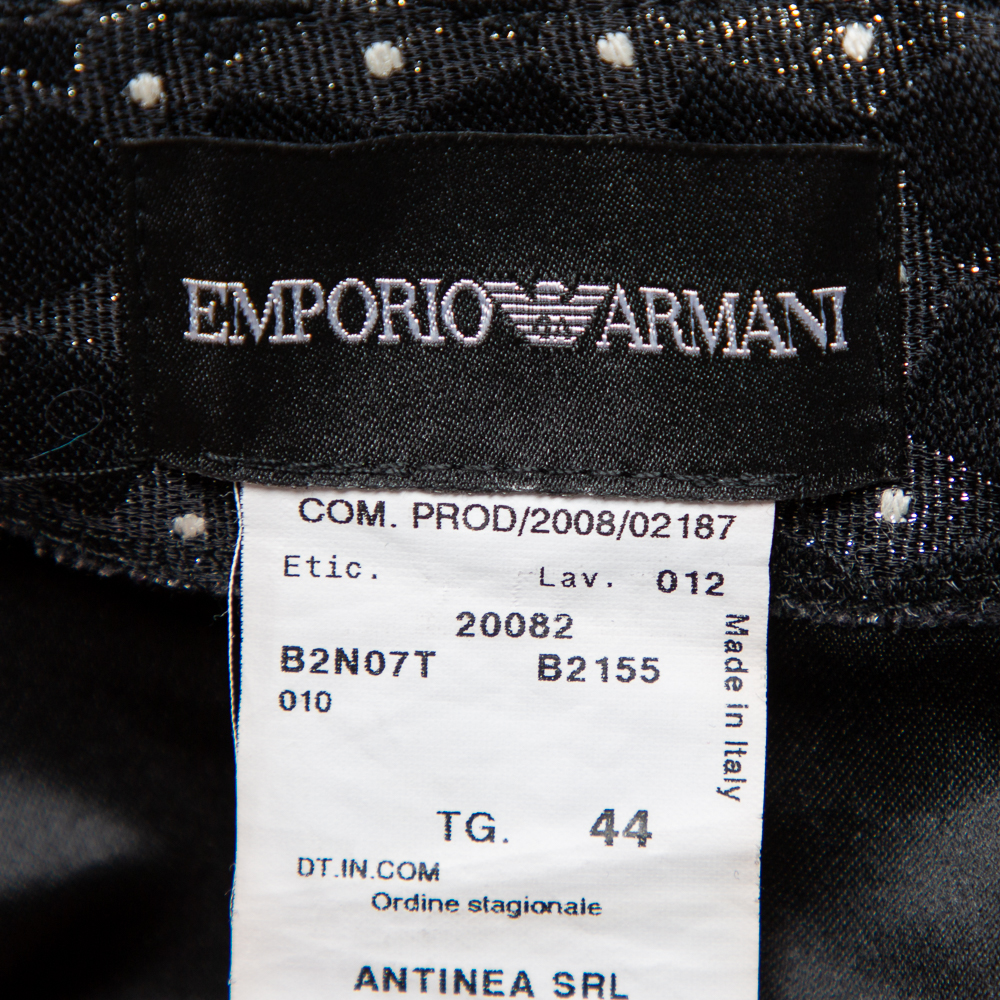 EMPORIO ARMANI
COM. PROD/2008/02187
Etic. Lav. 012
20082
B2N07T B2155
010
Made in Italy
TG. 44
DT.IN.COM
Ordine stagionale
ANTINEA SRL